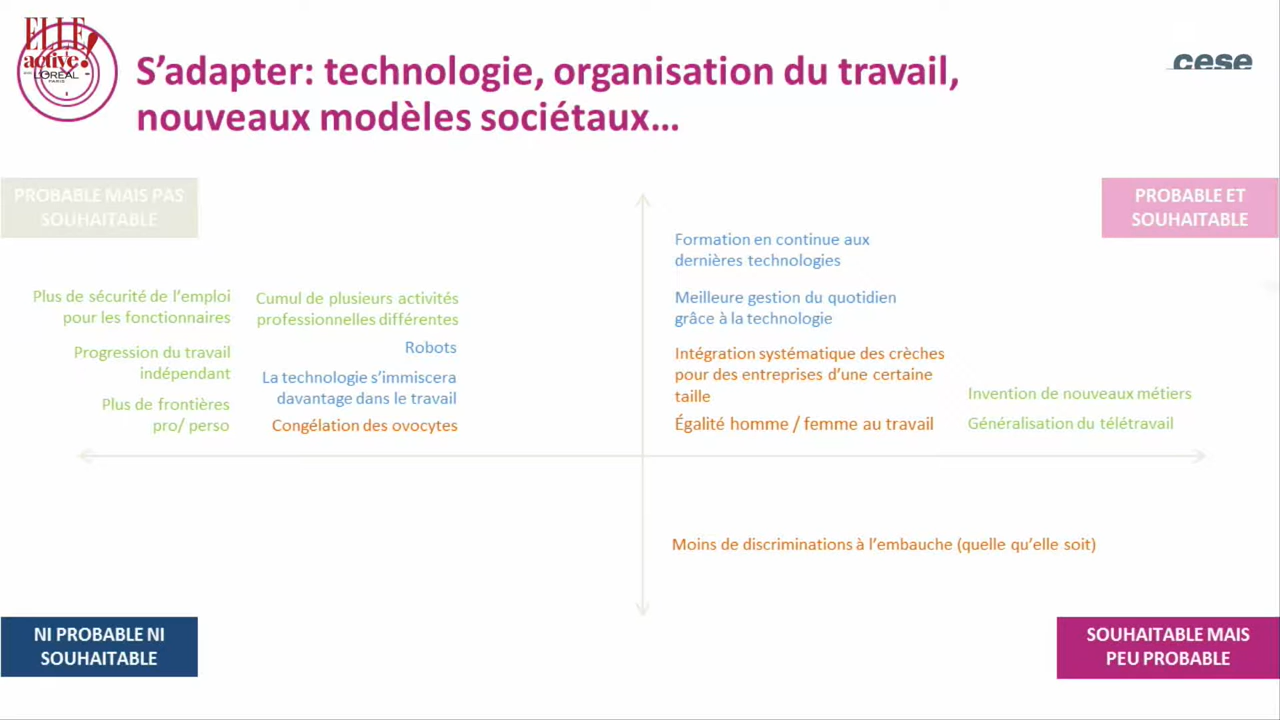 ELLE
active!
L'ORÉAL
PARIS
S’adapter: technologie, organisation du travail,
nouveaux modèles sociétaux…
cese
PROBABLE MAIS PAS
SOUHAITABLE
PROBABLE ET
SOUHAITABLE
Plus de sécurité de l’emploi
pour les fonctionnaires
Progression du travail
indépendant
Plus de frontières
pro/ perso
Cumul de plusieurs activités
professionnelles différentes
Robots
La technologie s’immiscera
davantage dans le travail
Congélation des ovocytes
Formation en continue aux
dernières technologies
Meilleure gestion du quotidien
grâce à la technologie
Intégration systématique des crèches
pour des entreprises d’une certaine
taille
Égalité homme / femme au travail
Invention de nouveaux métiers
Généralisation du télétravail
Moins de discriminations à l’embauche (quelle qu’elle soit)
NI PROBABLE NI
SOUHAITABLE
SOUHAITABLE MAIS
PEU PROBABLE